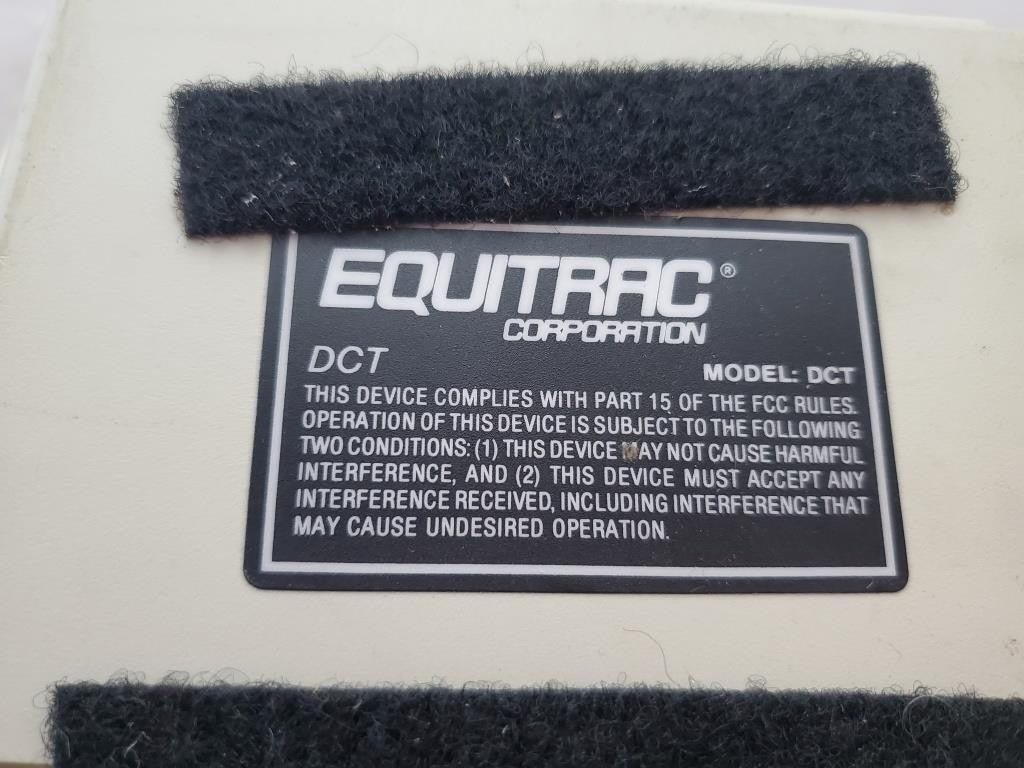 EQUITRAC®
CORPORATION
DCT
MODEL: DCT
THIS DEVICE COMPLIES WITH PART 15 OF THE FCC RULES.
OPERATION OF THIS DEVICE IS SUBJECT TO THE FOLLOWING
TWO CONDITIONS: (1) THIS DEVICE MAY NOT CAUSE HARMFUL
INTERFERENCE, AND (2) THIS DEVICE MUST ACCEPT ANY
INTERFERENCE RECEIVED, INCLUDING INTERFERENCE THAT
MAY CAUSE UNDESIRED OPERATION.